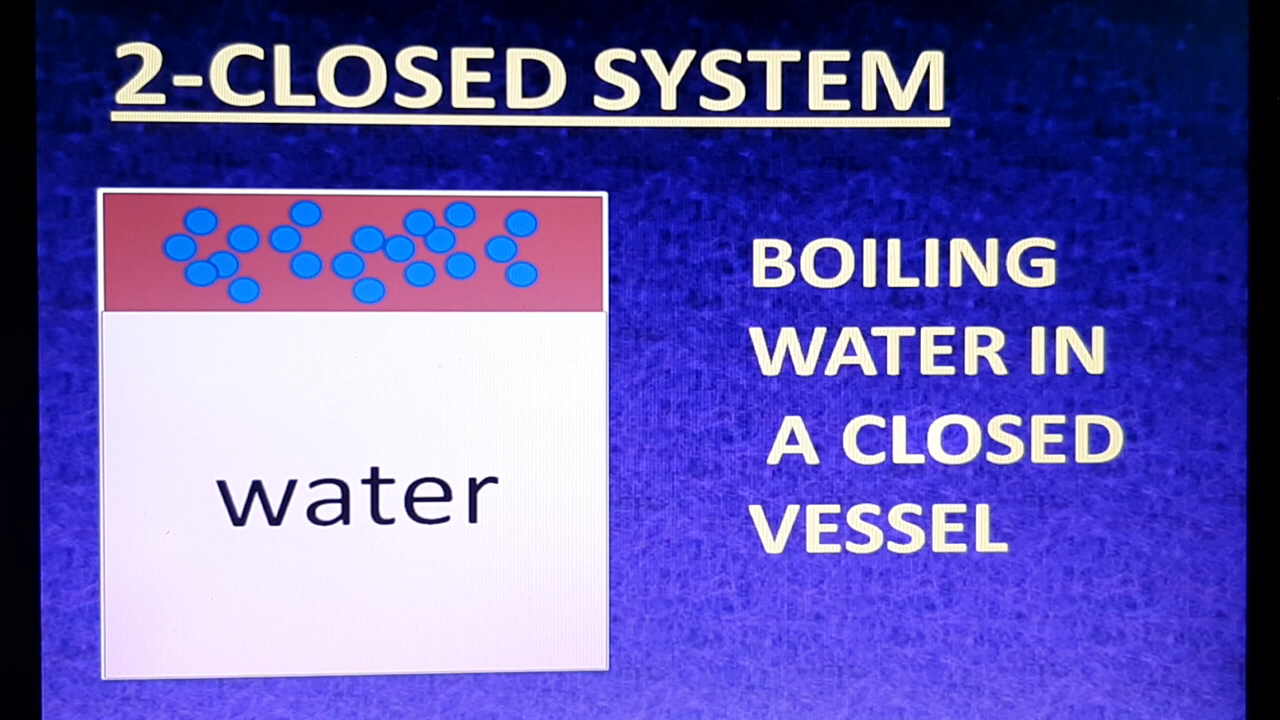 2-CLOSED SYSTEM
water
BOILING
WATER IN
A CLOSED
VESSEL